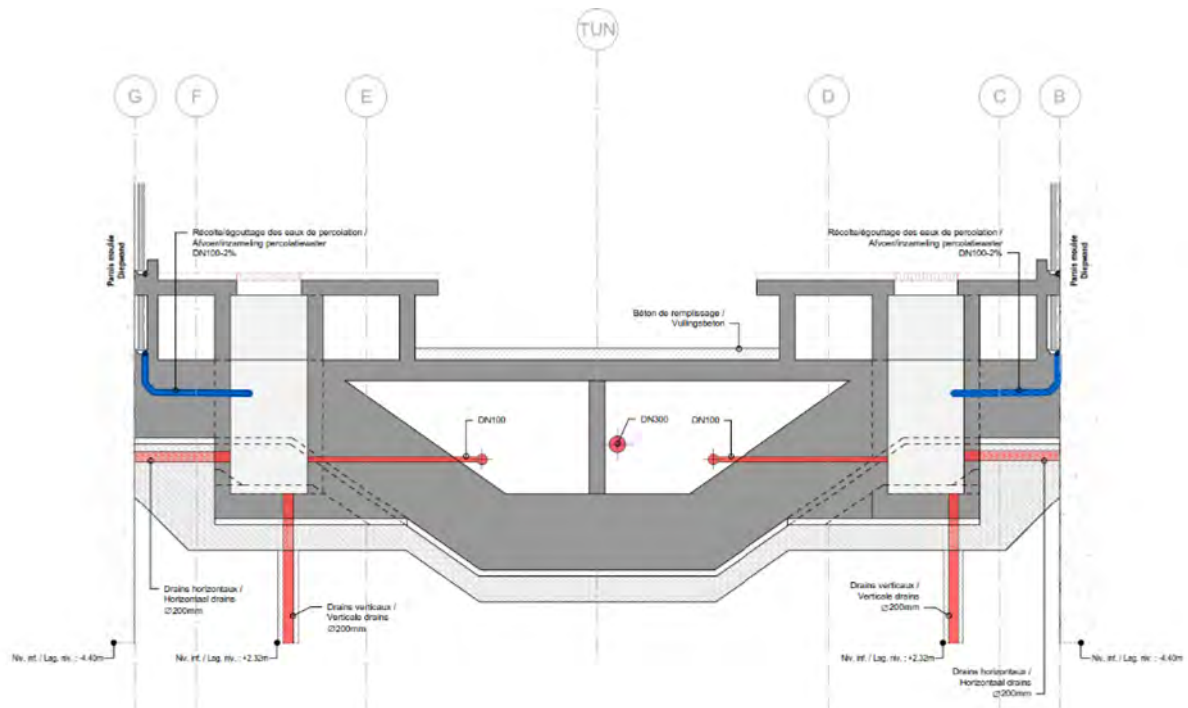 TUN
G
F
E
D
C
B
Récolte/égouttage des eaux de percolation /
Afvoer/inzameling percolatiewater
DN100-2%
Récolte/égouttage des eaux de percolation /
Afvoer/inzameling percolatiewater
DN100-2%
Parois moulée
Diepwand
Parois moulée
Diepwand
Béton de remplissage /
Vullingsbeton
DN100
DN300
DN100
Drains horizontaux /
Horizontaal drains
Ø200mm
Drains verticaux /
Verticale drains
Ø200mm
Drains verticaux /
Verticale drains
Ø200mm
Niv. inf. / Lag. niv. : -4.40m
Niv. inf. / Lag. niv. : +2.32m
Niv. inf. / Lag. niv. : +2.32m
Niv. inf. / Lag. niv. : -4.40m
Drains horizontaux /
Horizontaal drains
Ø200mm